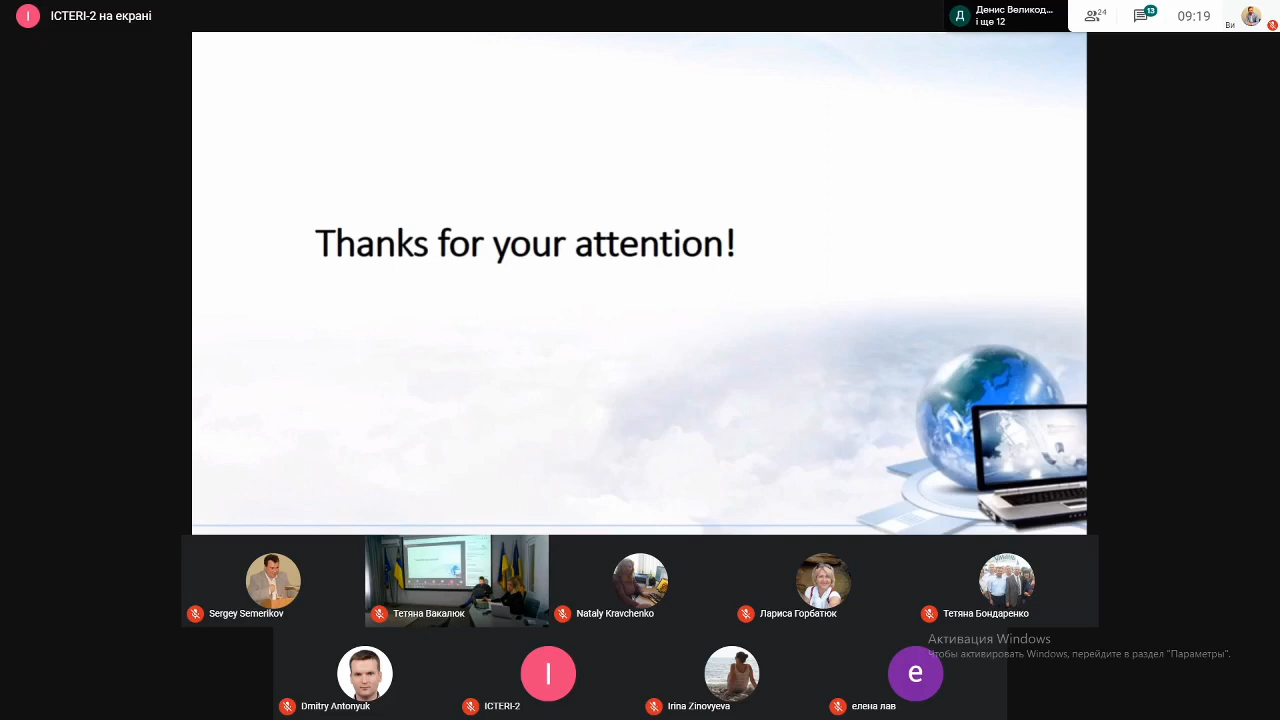 І
ICTERI-2 на екрані
Д
Денис Великод...
і ще 12
24
13
09:19
Ви
Thanks for your attention!
Sergey Semerikov
Тетяна Вакалюк
Nataly Kravchenko
Лариса Горбатюк
Тетяна Бондаренко
Активация Windows
Чтобы активировать Windows, перейдите в раздел "Параметры".
I
e
Dmitry Antonyuk
ICTERI-2
Irina Zinovyeva
елена лав